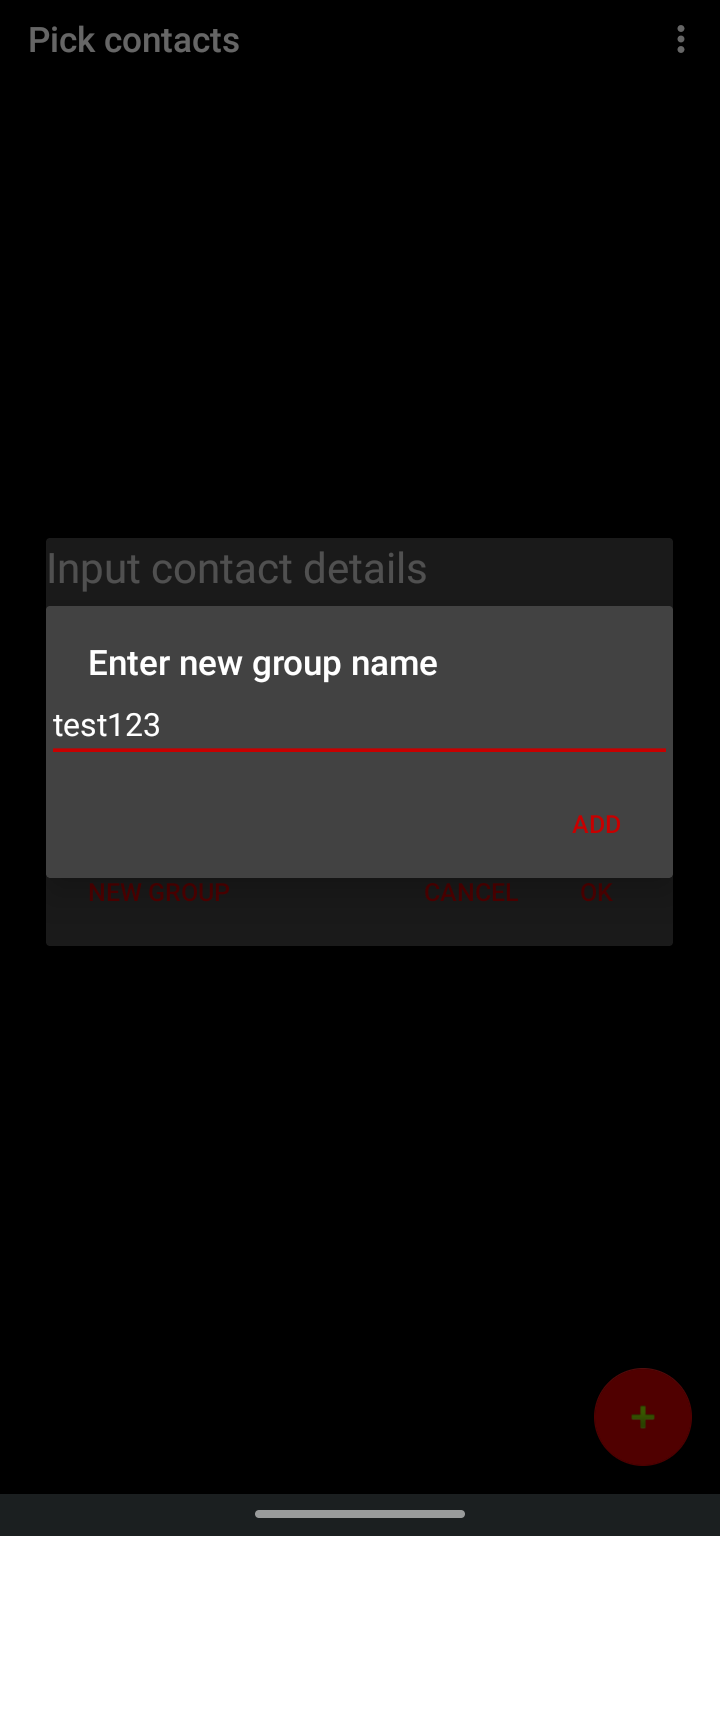 Pick contacts
Input contact details
Enter new group name
test123
ADD
NEW GROUP
CANCEL
OK